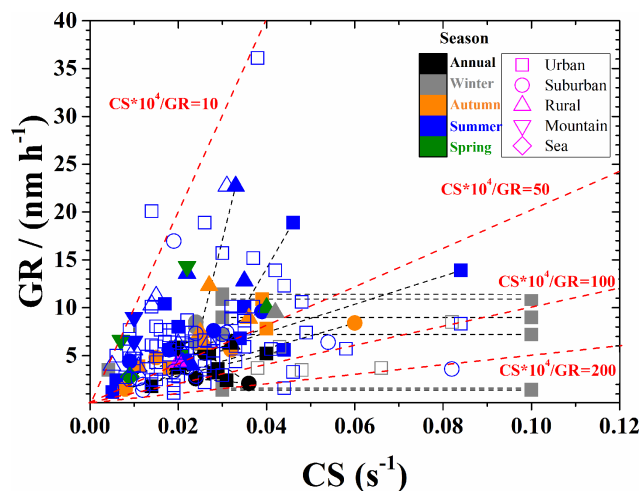 40
35
30
25
20
15
10
5
0
0.00
0.02
0.04
0.06
0.08
0.10
0.12
GR / (nm h⁻¹)
CS (s⁻¹)
CS*10⁴/GR=10
CS*10⁴/GR=50
CS*10⁴/GR=100
CS*10⁴/GR=200
Season
Annual
Winter
Autumn
Summer
Spring
Urban
Suburban
Rural
Mountain
Sea